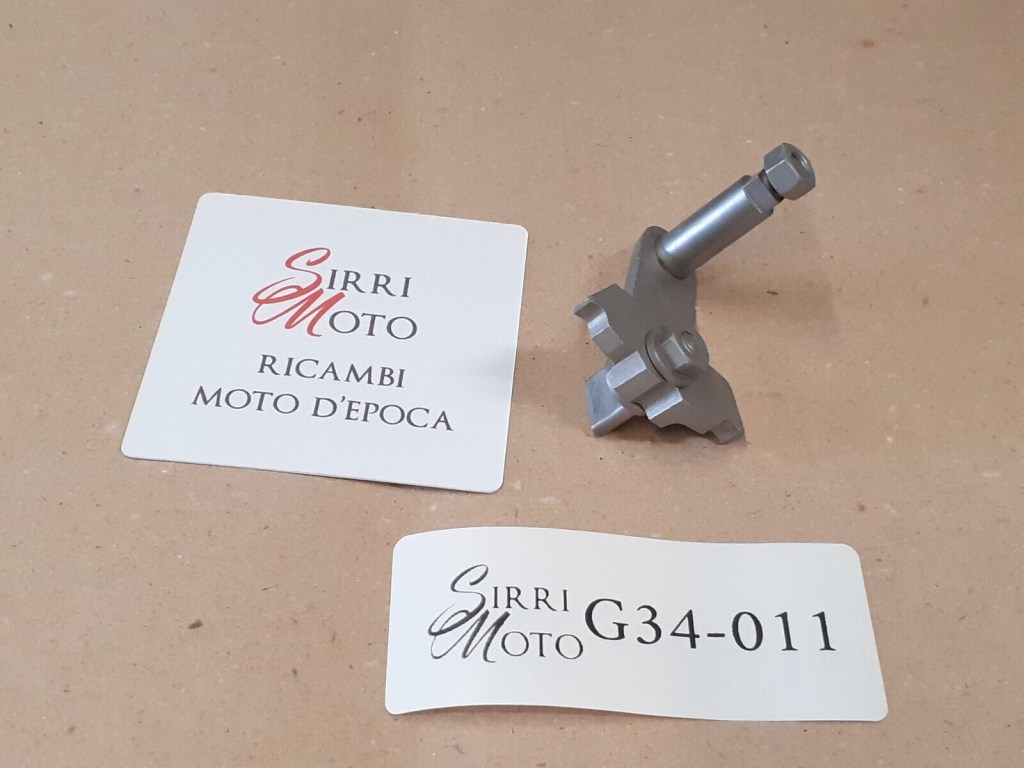 SIRRI
MOTO
RICAMBI
MOTO D'EPOCA
SIRRI
MOTO
G34-011